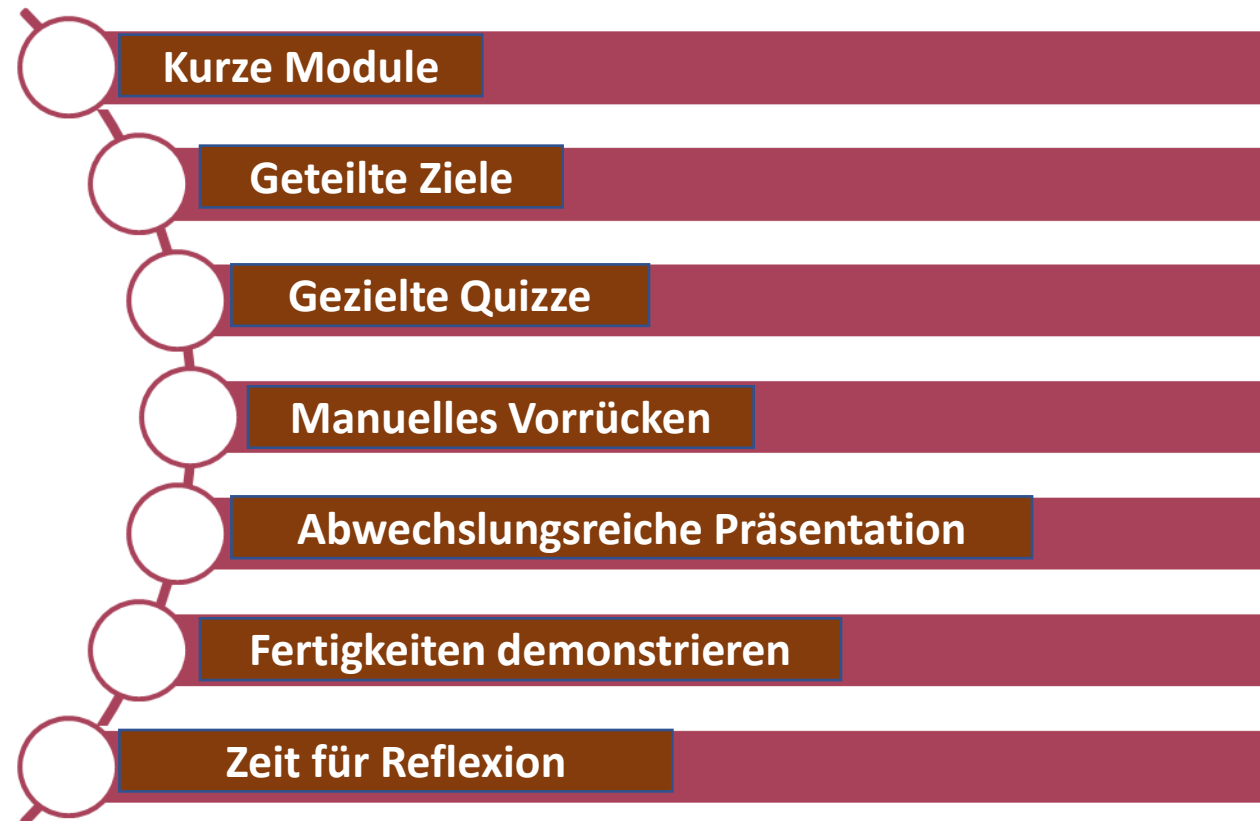 Kurze Module
Geteilte Ziele
Gezielte Quizze
Manuelles Vorrücken
Abwechslungsreiche Präsentation
Fertigkeiten demonstrieren
Zeit für Reflexion